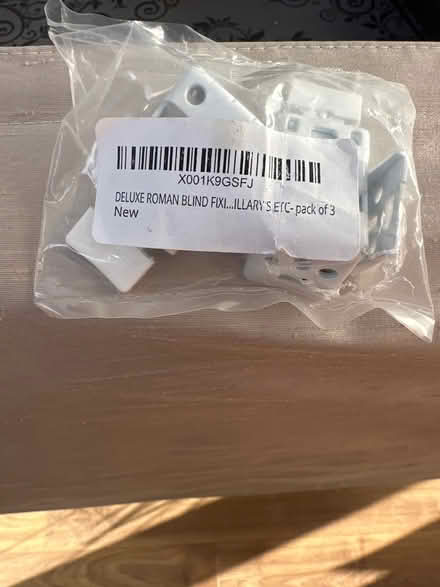 X001K9GSFJ
DELUXE ROMAN BLIND FIXI...ILLARY'S ETC- pack of 3
New